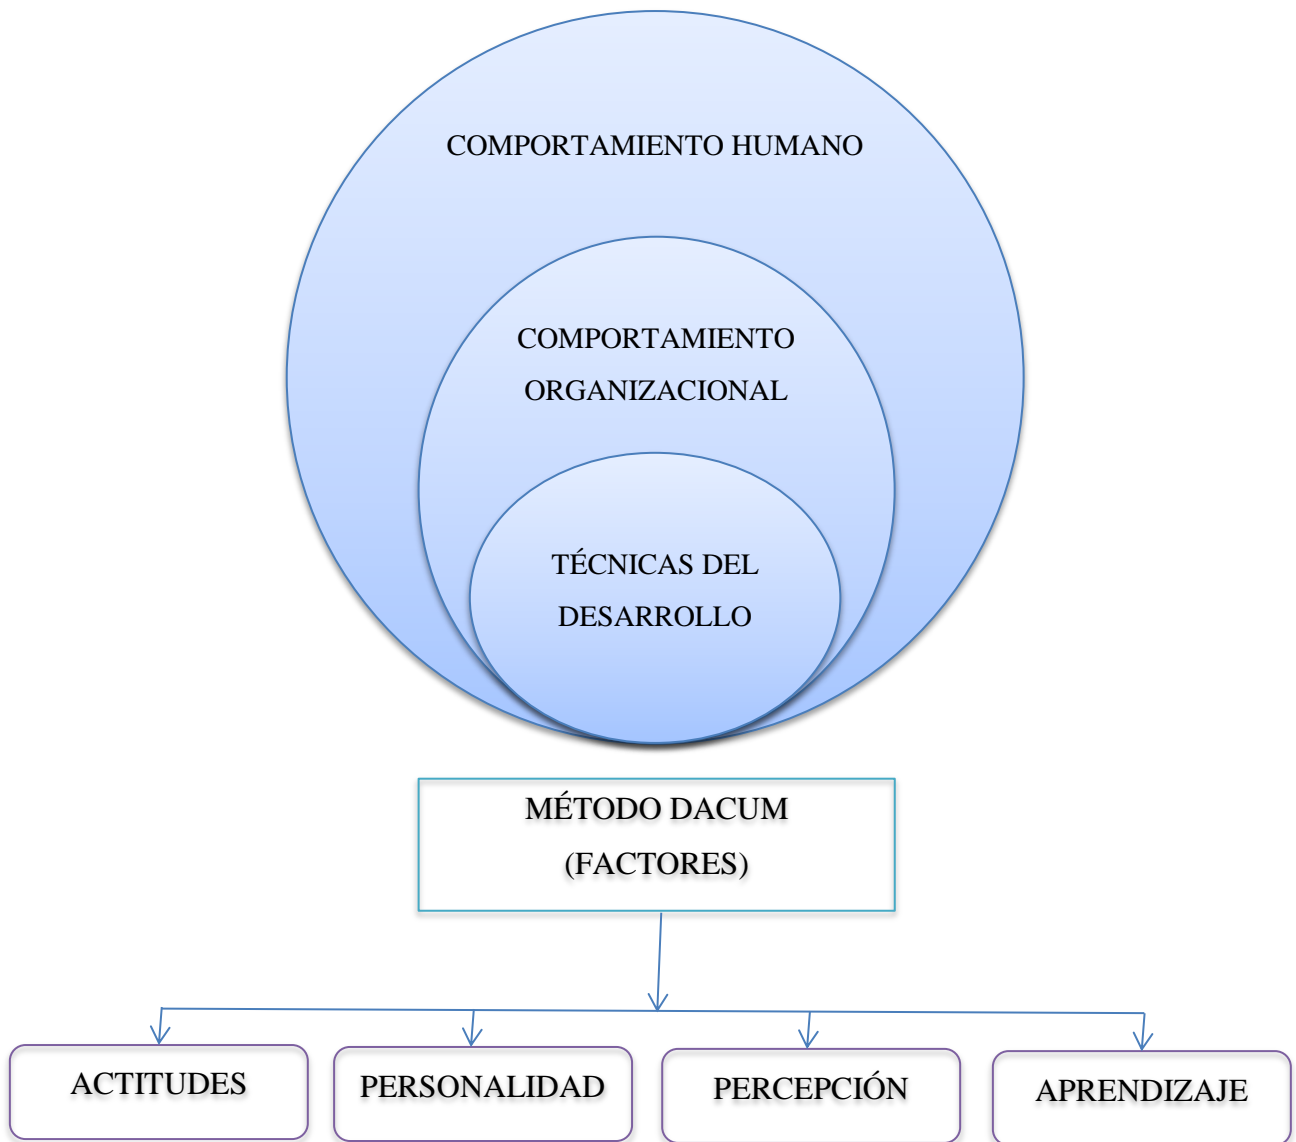 COMPORTAMIENTO HUMANO
COMPORTAMIENTO
ORGANIZACIONAL
TÉCNICAS DEL
DESARROLLO
MÉTODO DACUM
(FACTORES)
ACTITUDES
PERSONALIDAD
PERCEPCIÓN
APRENDIZAJE